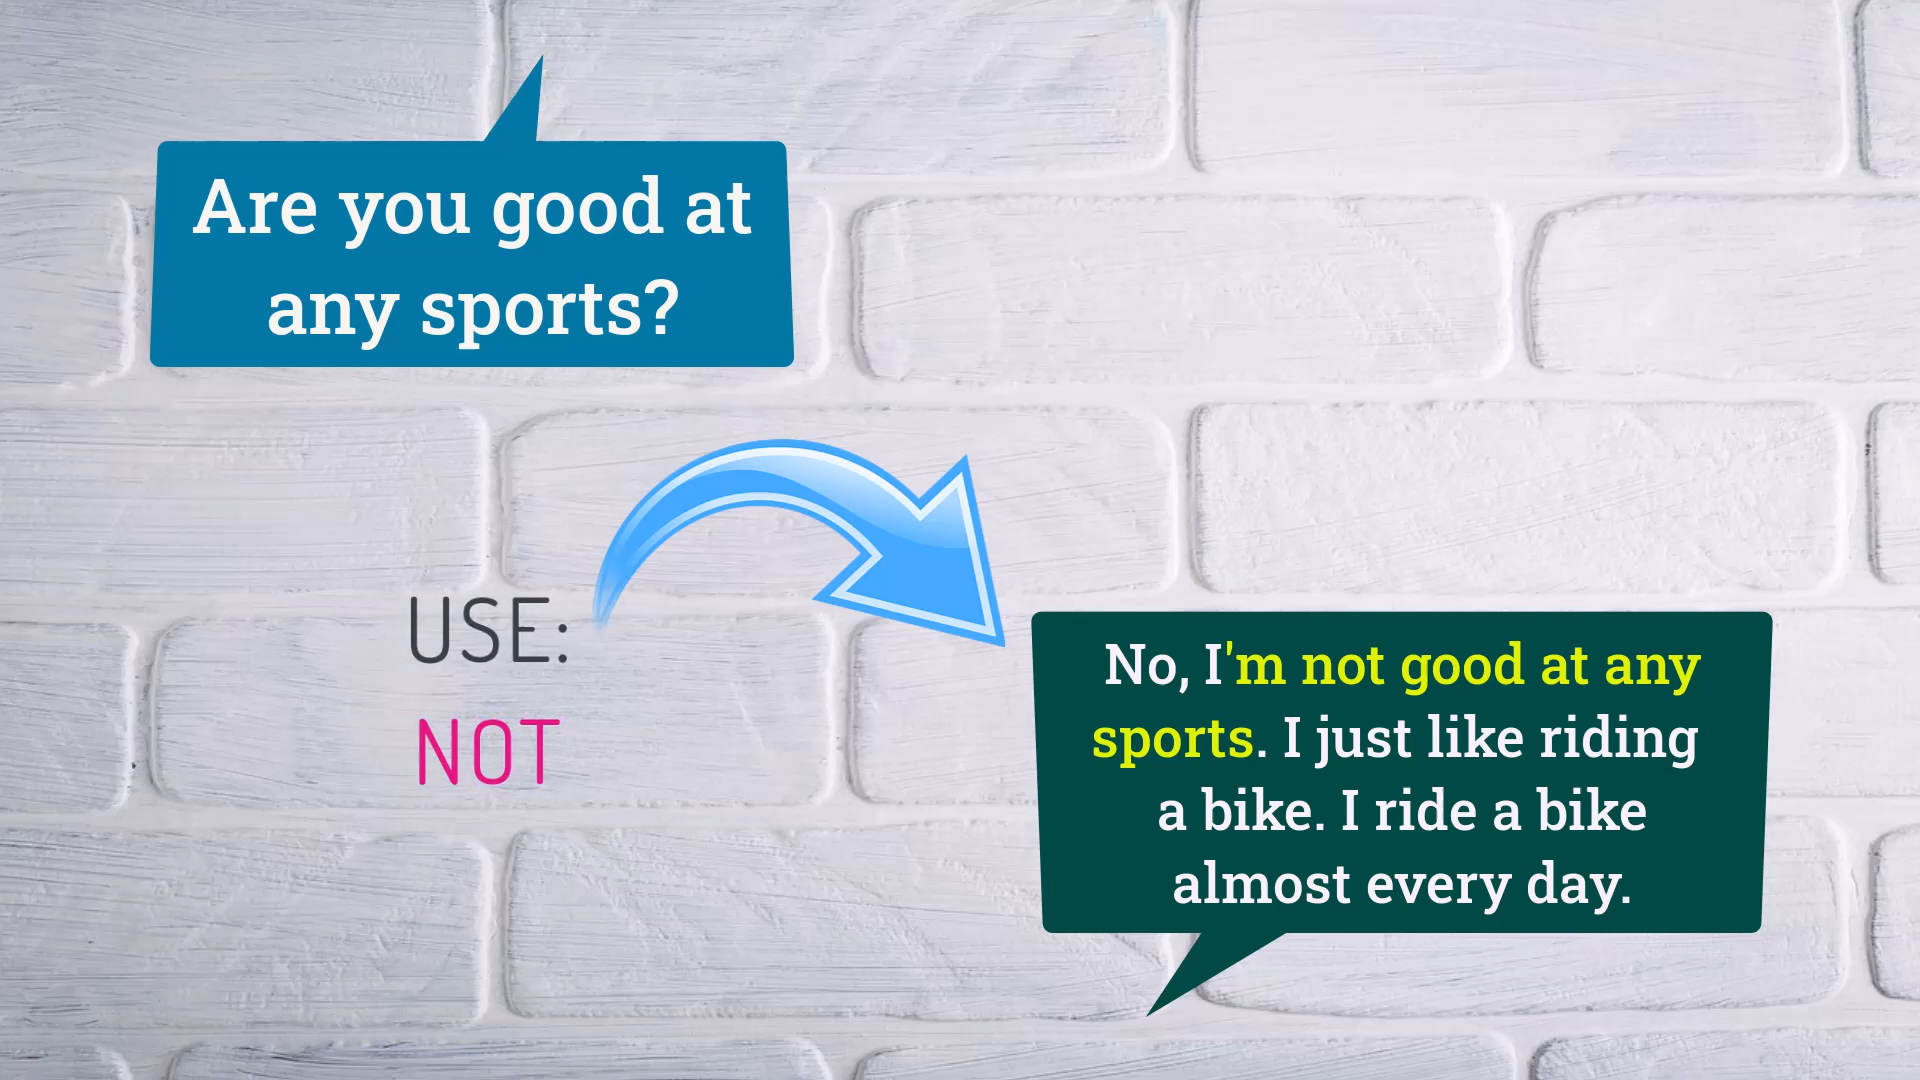 Are you good at
any sports?
USE:
NOT
No, I'm not good at any
sports. I just like riding
a bike. I ride a bike
almost every day.